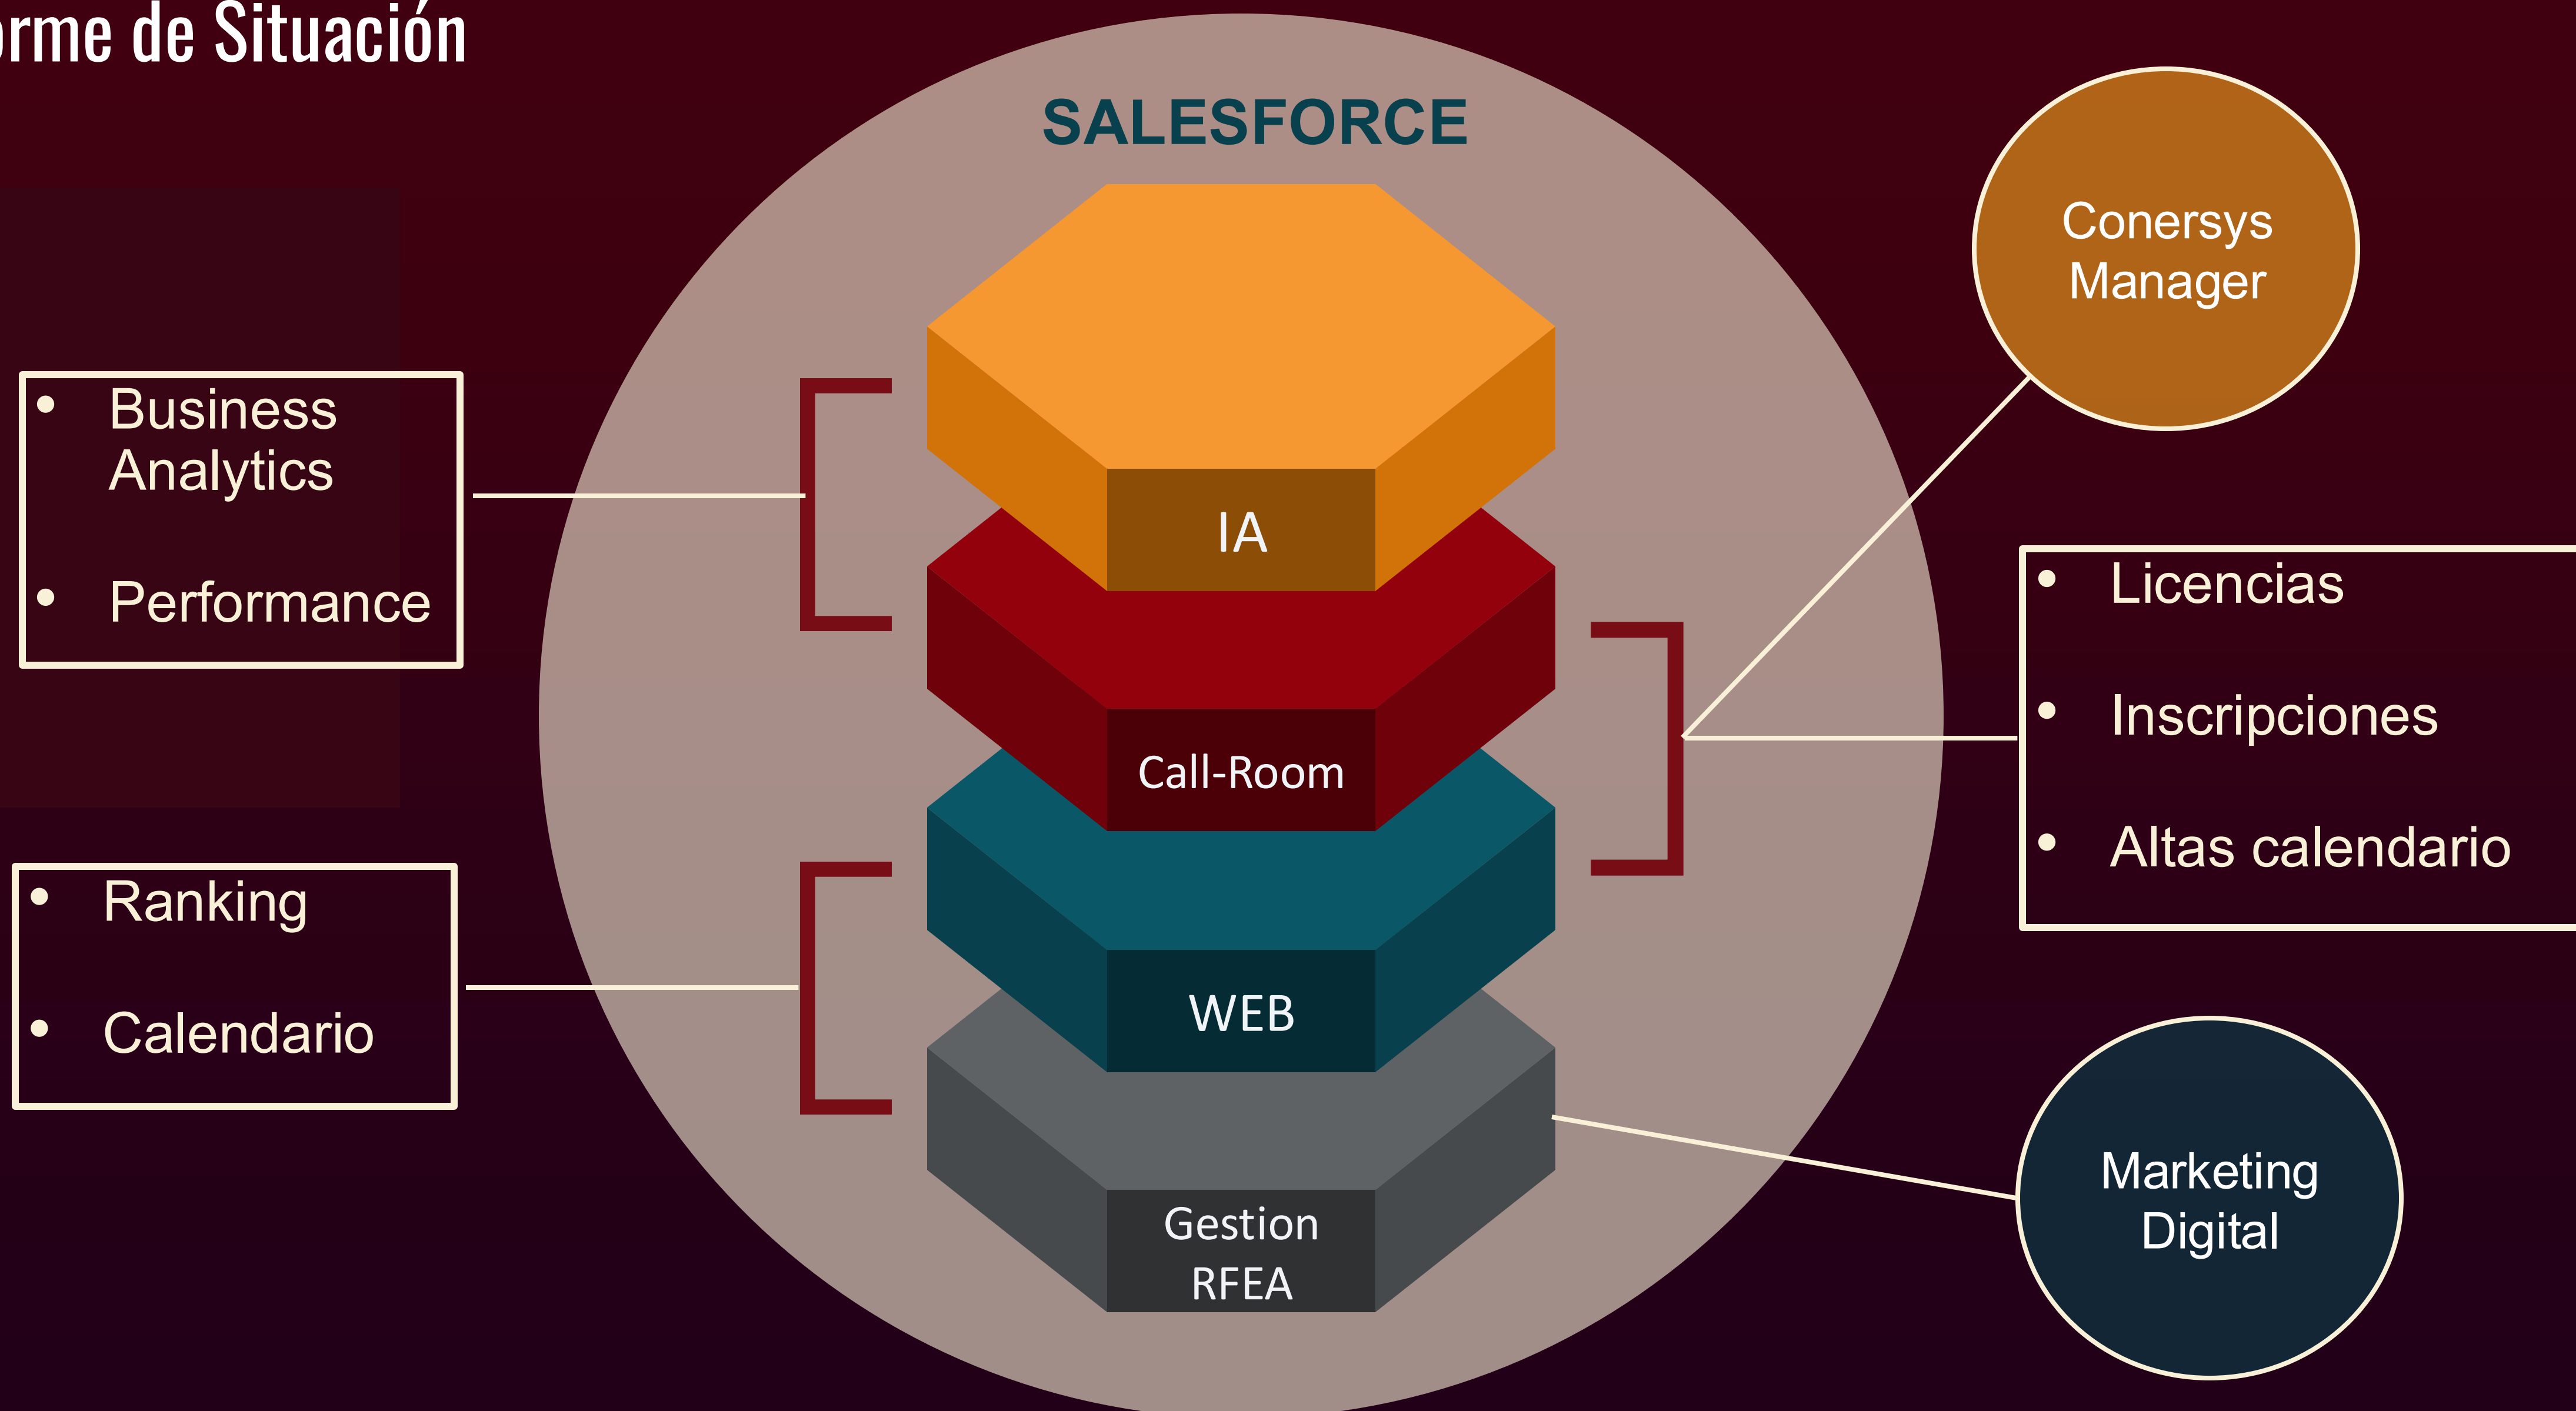 orme de Situación
SALESFORCE
Conersys
Manager
• Business
Analytics
• Performance
IA
• Licencias
• Inscripciones
• Altas calendario
Call-Room
• Ranking
• Calendario
WEB
Gestion
RFEA
Marketing
Digital